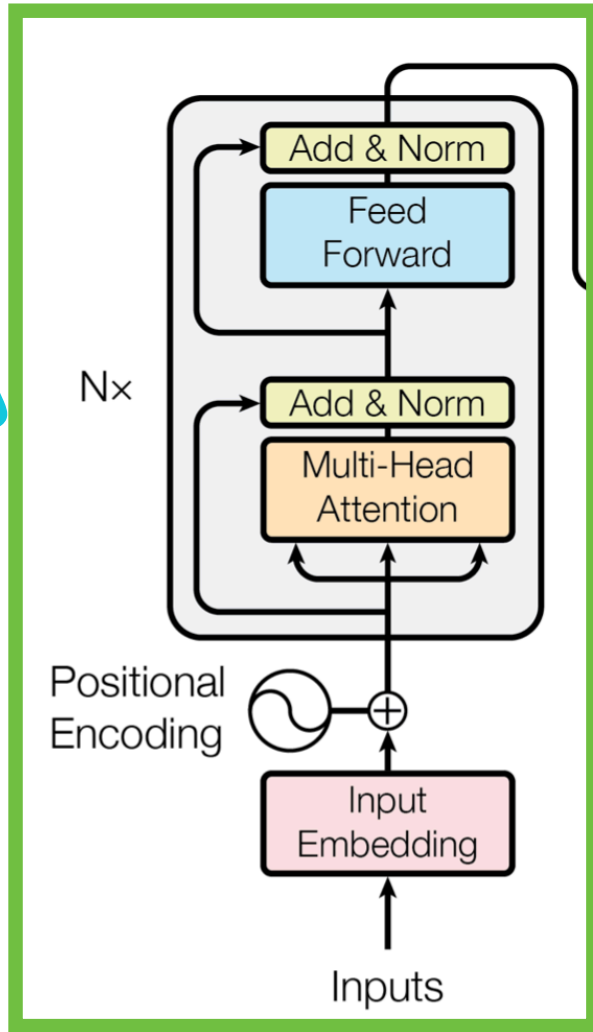 Add & Norm
Feed
Forward
N×
Add & Norm
Multi-Head
Attention
Positional
Encoding
Input
Embedding
Inputs